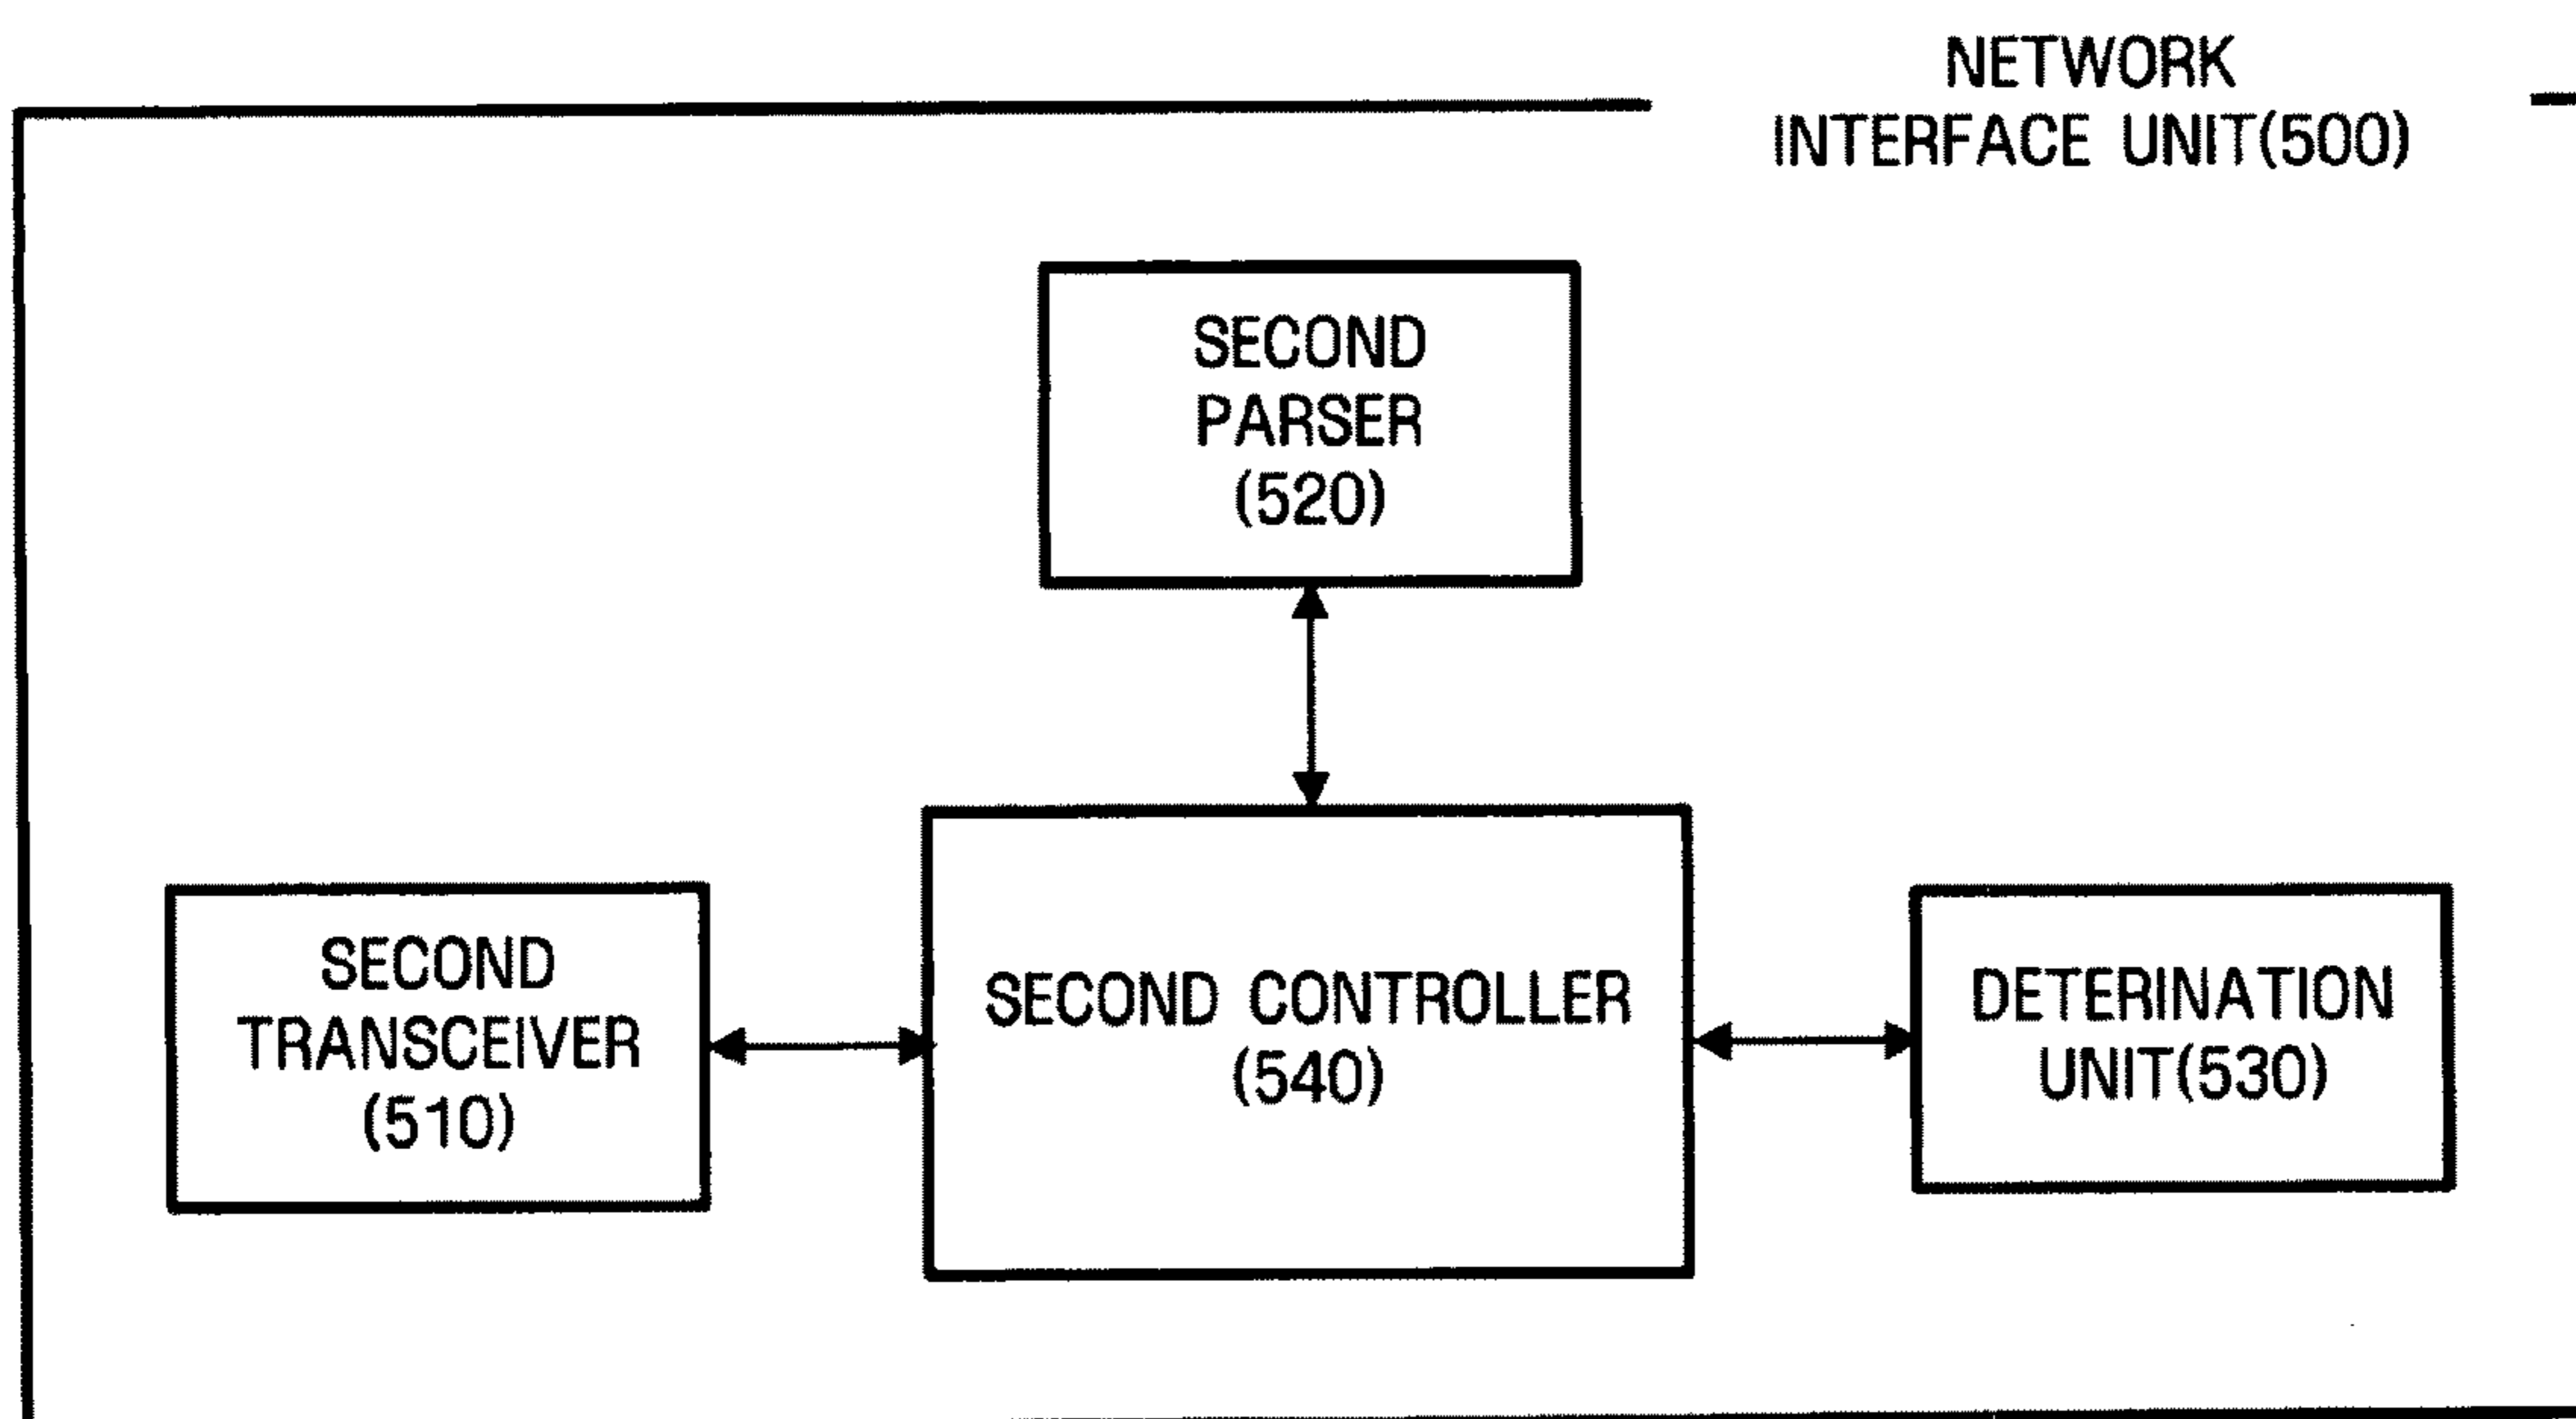 NETWORK
INTERFACE UNIT(500)
SECOND
PARSER
(520)
SECOND
TRANSCEIVER
(510)
SECOND CONTROLLER
(540)
DETERINATION
UNIT(530)